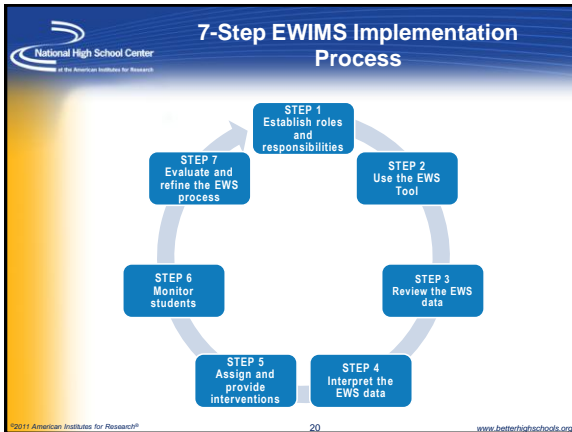 National High School Center
at the American Institutes for Research
7-Step EWIMS Implementation
Process
STEP 1
Establish roles
and
responsibilities
STEP 2
Use the EWS
Tool
STEP 3
Review the EWS
data
STEP 4
Interpret the
EWS data
STEP 5
Assign and
provide
interventions
STEP 6
Monitor
students
STEP 7
Evaluate and
refine the EWS
process
©2011 American Institutes for Research®
20
www.betterhighschools.org